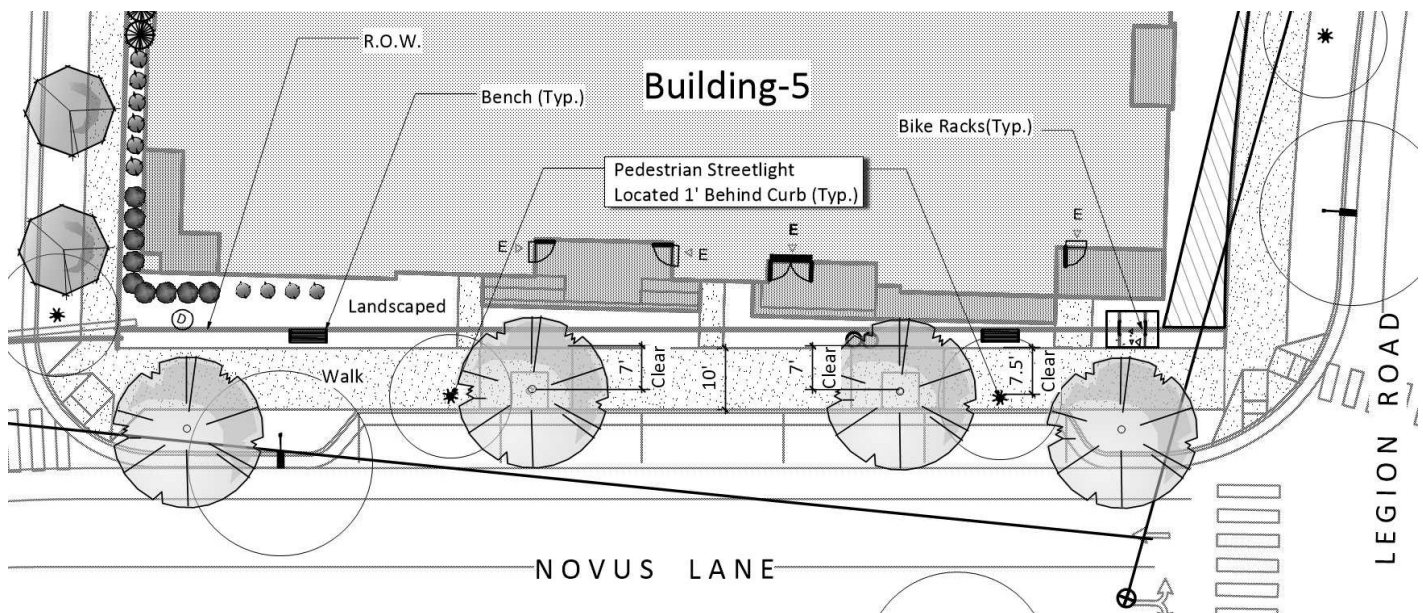 R.O.W.
Building-5
Bench (Typ.)
Bike Racks(Typ.)
Pedestrian Streetlight
Located 1' Behind Curb (Typ.)
E
E
E
E
Landscaped
D
Walk
7'
Clear
10'
7'
Clear
7.5'
Clear
LEGION ROAD
NOVUS LANE